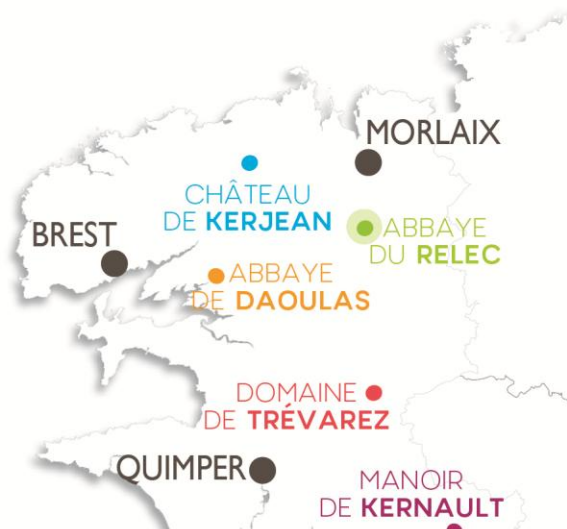 MORLAIX
CHÂTEAU
DE KERJEAN
BREST
ABBAYE
DU RELEC
ABBAYE
DE DAOULAS
DOMAINE
DE TRÉVAREZ
QUIMPER
MANOIR
DE KERNAULT